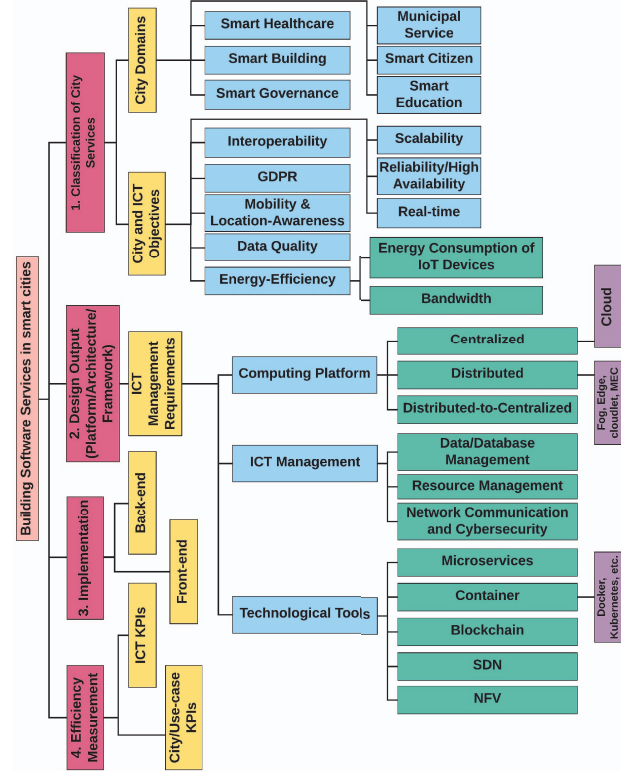 Building Software Services in smart cities
1. Classification of City
Services
City Domains
Smart Healthcare
Smart Building
Smart Governance
Municipal
Service
Smart Citizen
Smart
Education
City and ICT
Objectives
Interoperability
GDPR
Mobility &
Location-Awareness
Data Quality
Energy-Efficiency
Scalability
Reliability/High
Availability
Real-time
Energy Consumption of
IoT Devices
Bandwidth
2. Design Output
(Platform/Architecture/
Framework)
ICT
Management
Requirements
Computing Platform
Centralized
Distributed
Distributed-to-Centralized
Cloud
Fog, Edge,
cloudlet, MEC
ICT Management
Data/Database
Management
Resource Management
Network Communication
and Cybersecurity
Technological Tools
Microservices
Container
Blockchain
SDN
NFV
Docker,
Kubernetes, etc.
3. Implementation
Back-end
Front-end
4. Efficiency
Measurement
ICT KPIs
City/Use-case
KPIs